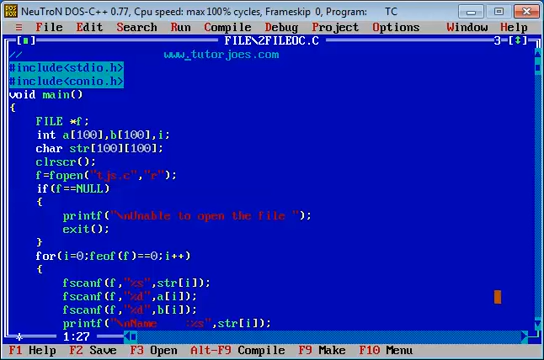 NeuTroN DOS-C++ 0.77, Cpu speed: max 100% cycles, Frameskip 0, Program: TC
≡ File Edit Search Run Compile Debug Project Options Window Help
FILE\2FILEOC.C 3
// www.tutorjoes.com
#include<stdio.h>
#include<conio.h>
void main()
{
FILE *f;
int a[100],b[100],i;
char str[100][100];
clrscr();
f=fopen("tjs.c","r");
if(f==NULL)
{
printf("\nUnable to open the file ");
exit();
}
for(i=0;feof(f)==0;i++)
{
fscanf(f,"%s",str[i]);
fscanf(f,"%d",a[i]);
fscanf(f,"%d",b[i]);
printf("\nName :%s",str[i]);
* 1:27
F1 Help F2 Save F3 Open Alt-F9 Compile F9 Make F10 Menu